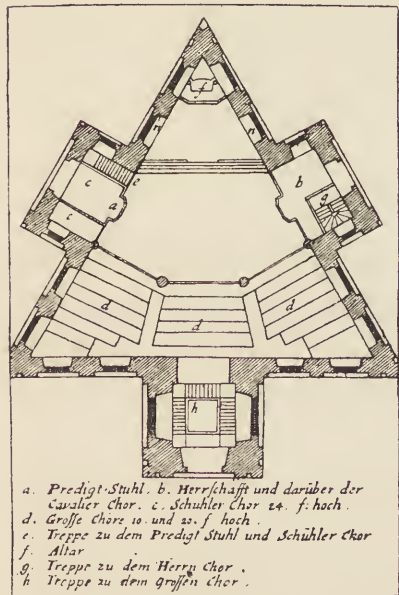 f
n
n
c
e
a
b
g
c
d
d
d
h
a. Predigt-Stuhl. b. Herrschafft und darüber der
Cavalier Chor. c. Schuhler Chor 24. f: hoch.
d. Grosse Chöre 10. und 20. f hoch.
e. Treppe zu dem Predigt Stuhl und Schühler Chor
f. Altar
g. Treppe zu dem Herrn Chor.
h Treppe zu dem Grossen Chor.